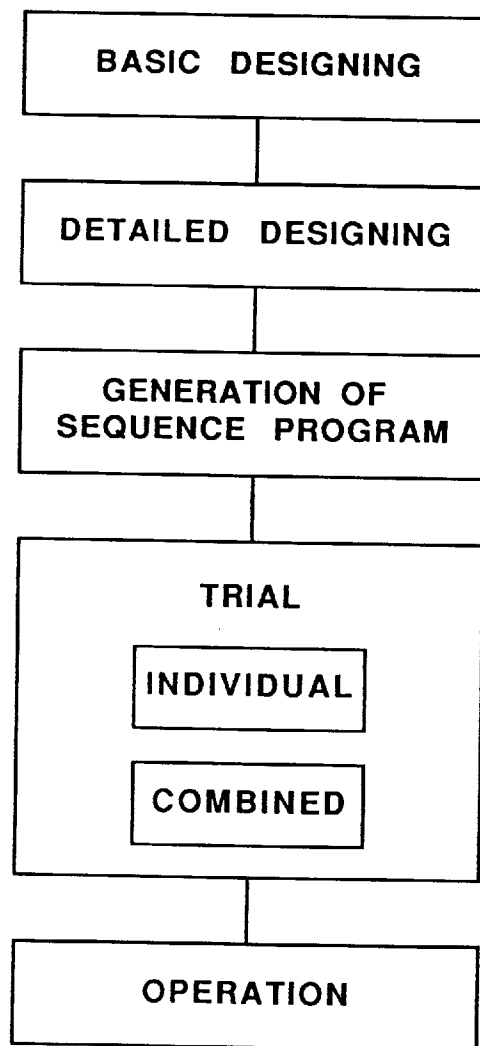 BASIC DESIGNING
DETAILED DESIGNING
GENERATION OF
SEQUENCE PROGRAM
TRIAL
INDIVIDUAL
COMBINED
OPERATION